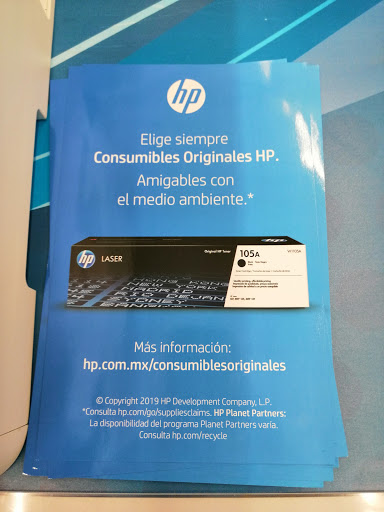 hp
Elige siempre
Consumibles Originales HP.
Amigables con
el medio ambiente.*
hp
LASER
Original HP Toner
105A
Más información:
hp.com.mx/consumiblesoriginales
© Copyright 2019 HP Development Company, L.P.
*Consulta hp.com/go/suppliesclaims. HP Planet Partners:
La disponibilidad del programa Planet Partners varía.
Consulta hp.com/recycle